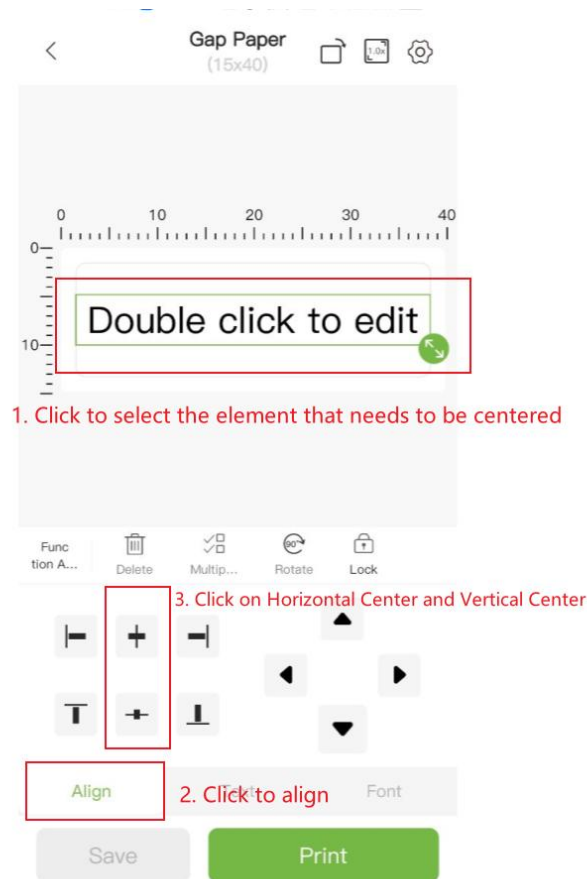 Gap Paper
(15x40)
1.0x
0 10 20 30 40
0
Double click to edit
10
1. Click to select the element that needs to be centered
Func
tion A...
Delete
Multip...
90°
Rotate
Lock
3. Click on Horizontal Center and Vertical Center
Align
2. Click to align
Text
Font
Save
Print